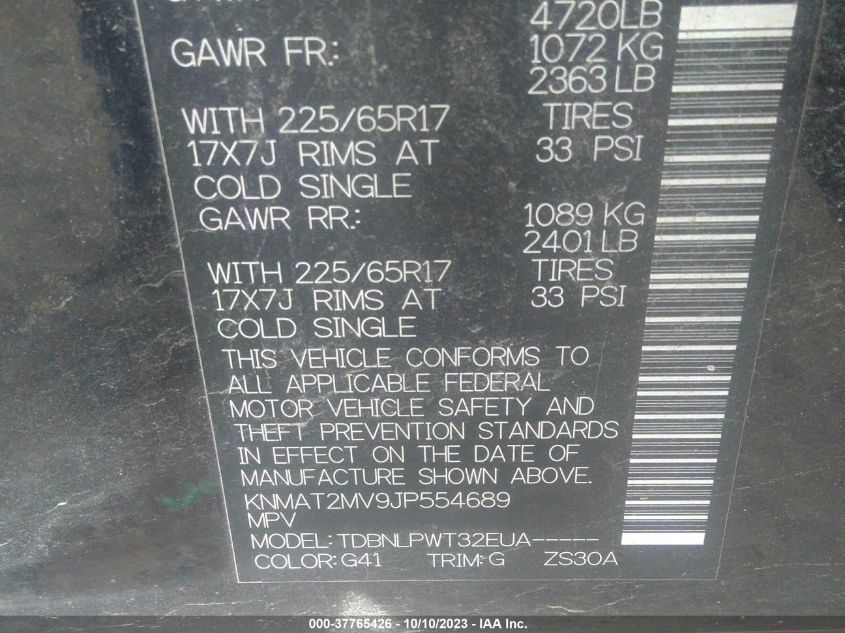 4720LB
GAWR FR.: 1072 KG
2363 LB
WITH 225/65R17 TIRES
17X7J RIMS AT 33 PSI
COLD SINGLE
GAWR RR.: 1089 KG
2401 LB
WITH 225/65R17 TIRES
17X7J RIMS AT 33 PSI
COLD SINGLE
THIS VEHICLE CONFORMS TO
ALL APPLICABLE FEDERAL
MOTOR VEHICLE SAFETY AND
THEFT PREVENTION STANDARDS
IN EFFECT ON THE DATE OF
MANUFACTURE SHOWN ABOVE.
KNMAT2MV9JP554689
MPV
MODEL: TDBNLPWT32EUA-----
COLOR: G41 TRIM: G ZS30A
000-37765426 - 10/10/2023 - IAA Inc.